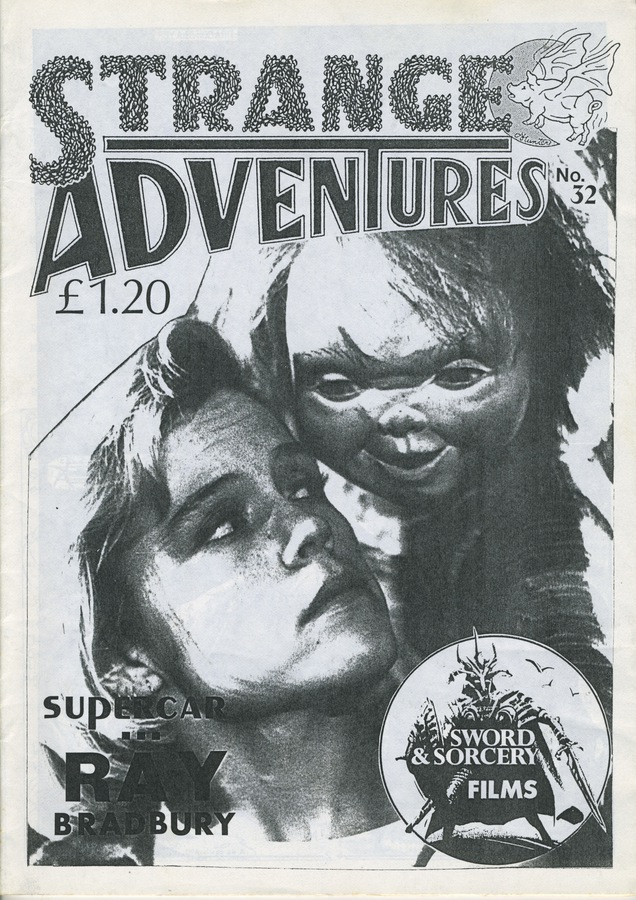 STRANGE
ADVENTURES
No.
32
£1.20
SUPERCAR
...
RAY
BRADBURY
SWORD
& SORCERY
FILMS